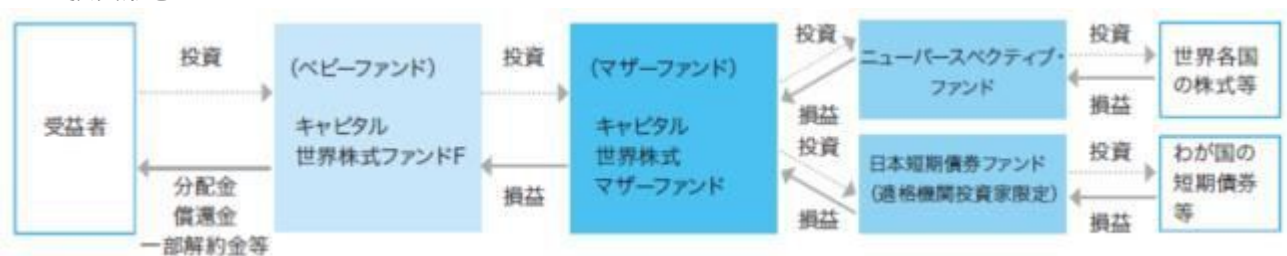 受益者
投資
分配金
償還金
一部解約金等
(ベビーファンド)
キャピタル
世界株式ファンドF
投資
損益
(マザーファンド)
キャピタル
世界株式
マザーファンド
投資
損益
投資
損益
ニューパースペクティブ・
ファンド
日本短期債券ファンド
(適格機関投資家限定)
投資
損益
投資
損益
世界各国
の株式等
わが国の
短期債券
等